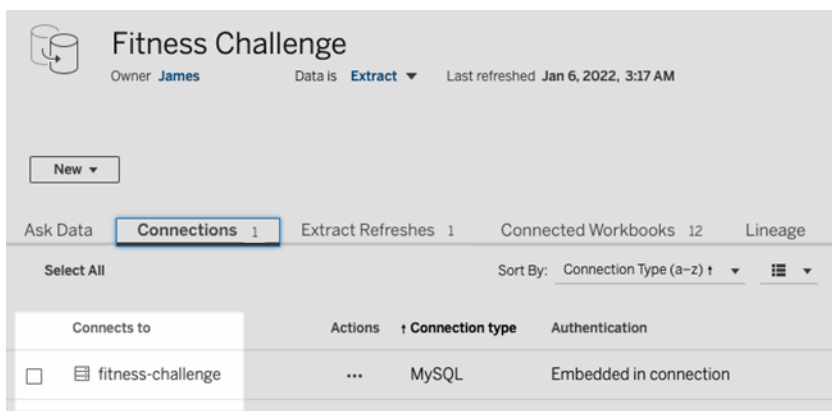 Fitness Challenge
Owner James Data is Extract Last refreshed Jan 6, 2022, 3:17 AM
New
Ask Data Connections 1 Extract Refreshes 1 Connected Workbooks 12 Lineage
Select All Sort By: Connection Type (a–z) ↑
Connects to Actions ↑ Connection type Authentication
fitness-challenge ... MySQL Embedded in connection